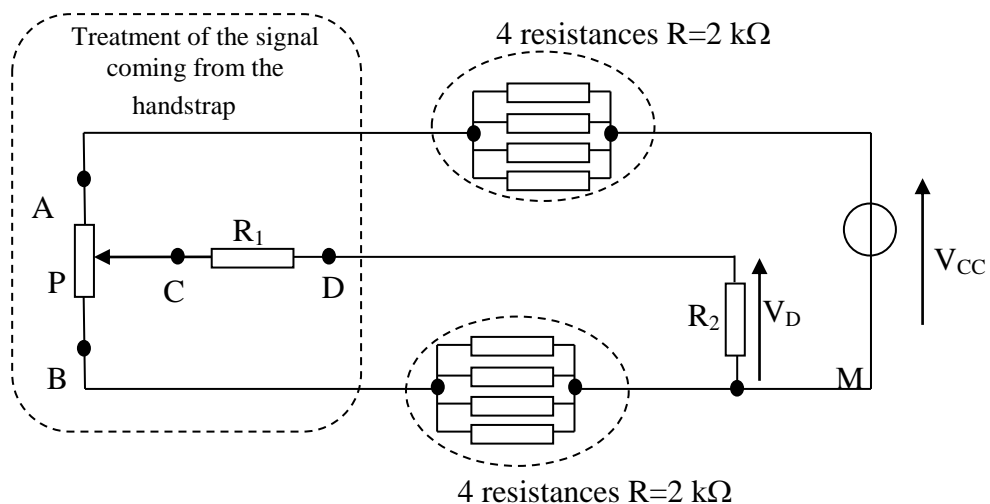 Treatment of the signal
coming from the
handstrap
4 resistances R=2 kΩ
A
P
B
C
R1
D
R2
VD
VCC
M
4 resistances R=2 kΩ